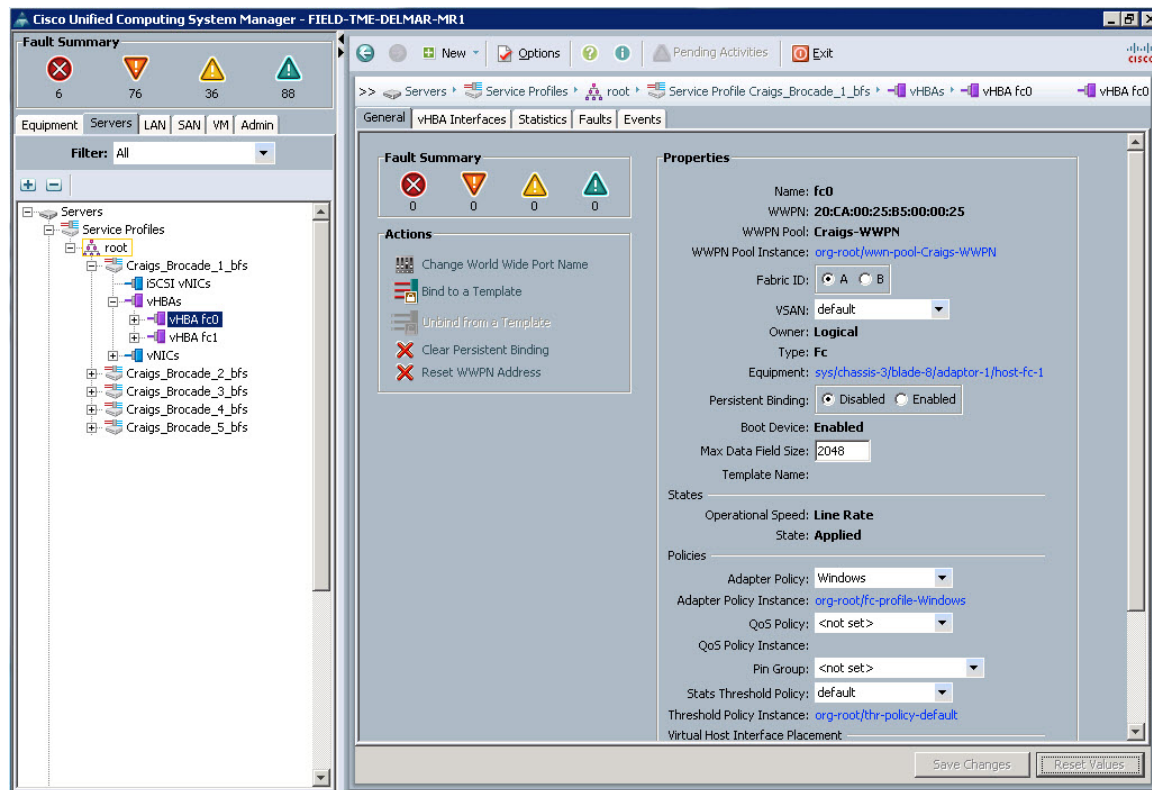 Cisco Unified Computing System Manager - FIELD-TME-DELMAR-MR1
Fault Summary
6 76 36 88
Equipment Servers LAN SAN VM Admin
Filter: All
Servers
Service Profiles
root
Craigs_Brocade_1_bfs
iSCSI vNICs
vHBAs
vHBA fc0
vHBA fc1
vNICs
Craigs_Brocade_2_bfs
Craigs_Brocade_3_bfs
Craigs_Brocade_4_bfs
Craigs_Brocade_5_bfs
New Options ? i Pending Activities Exit
CISCO
>> Servers Service Profiles root Service Profile Craigs_Brocade_1_bfs vHBAs vHBA fc0 vHBA fc0
General vHBA Interfaces Statistics Faults Events
Fault Summary
0 0 0 0
Actions
Change World Wide Port Name
Bind to a Template
Unbind from a Template
Clear Persistent Binding
Reset WWPN Address
Properties
Name: fc0
WWPN: 20:CA:00:25:B5:00:00:25
WWPN Pool: Craigs-WWPN
WWPN Pool Instance: org-root/wwn-pool-Craigs-WWPN
Fabric ID: A B
VSAN: default
Owner: Logical
Type: Fc
Equipment: sys/chassis-3/blade-8/adaptor-1/host-fc-1
Persistent Binding: Disabled Enabled
Boot Device: Enabled
Max Data Field Size: 2048
Template Name:
States
Operational Speed: Line Rate
State: Applied
Policies
Adapter Policy: Windows
Adapter Policy Instance: org-root/fc-profile-Windows
QoS Policy: <not set>
QoS Policy Instance:
Pin Group: <not set>
Stats Threshold Policy: default
Threshold Policy Instance: org-root/thr-policy-default
Virtual Host Interface Placement
Save Changes Reset Values